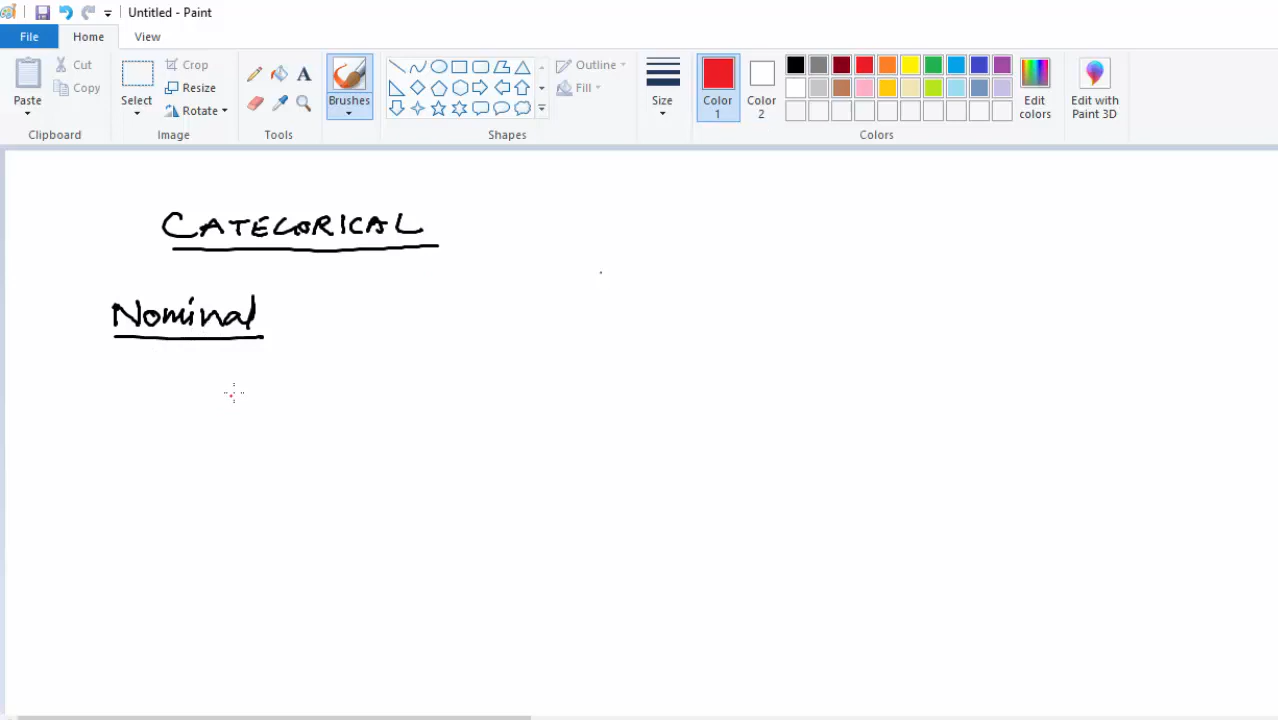 Untitled - Paint
File Home View
Paste
Cut
Copy
Clipboard
Select
Crop
Resize
Rotate
Image
Tools
Brushes
Outline
Fill
Shapes
Size
Color 1
Color 2
Edit colors
Colors
Edit with Paint 3D
CATEGORICAL
Nominal